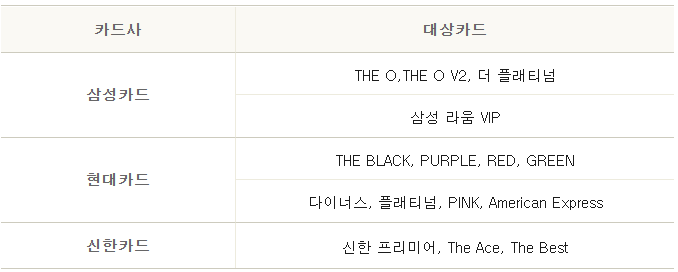 카드사 대상카드
삼성카드 THE O,THE O V2, 더 플래티넘
삼성 라움 VIP
현대카드 THE BLACK, PURPLE, RED, GREEN
다이너스, 플래티넘, PINK, American Express
신한카드 신한 프리미어, The Ace, The Best